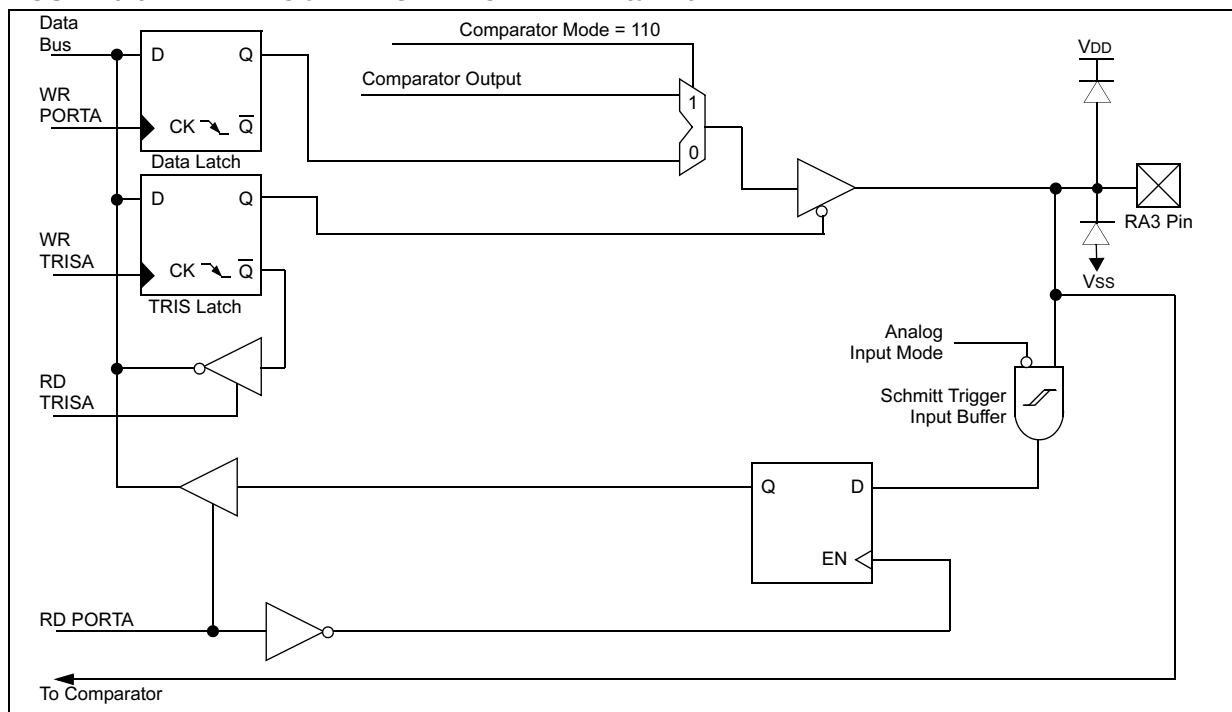 Data
Bus
D
Q
WR
PORTA
CK
Q
Data Latch
Comparator Mode = 110
Comparator Output
1
0
VDD
D
Q
WR
TRISA
CK
Q
TRIS Latch
RA3 Pin
VSS
Analog
Input Mode
RD
TRISA
Schmitt Trigger
Input Buffer
Q
D
EN
RD PORTA
To Comparator